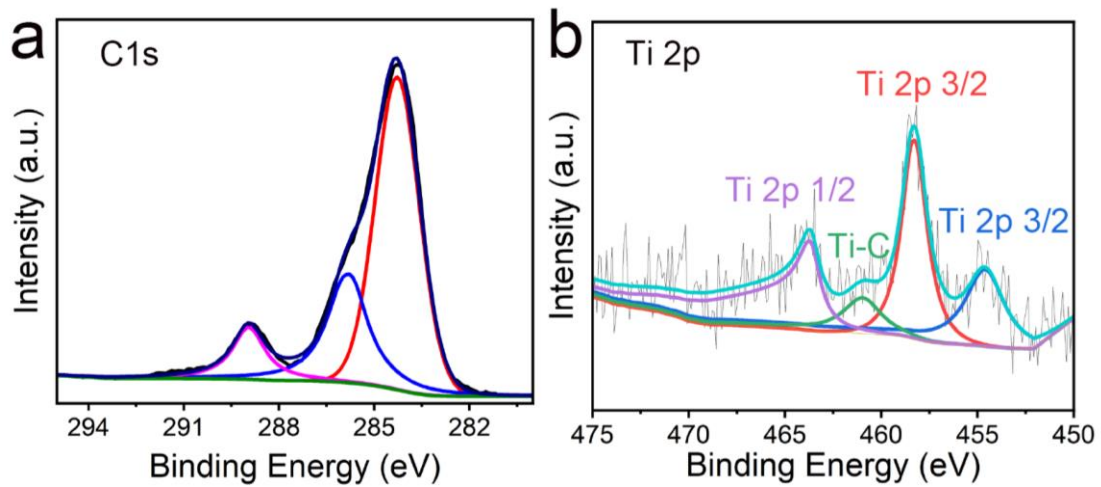 a
C1s
Intensity (a.u.)
294 291 288 285 282
Binding Energy (eV)
b
Ti 2p
Ti 2p 3/2
Ti 2p 1/2
Ti-C
Ti 2p 3/2
Intensity (a.u.)
475 470 465 460 455 450
Binding Energy (eV)